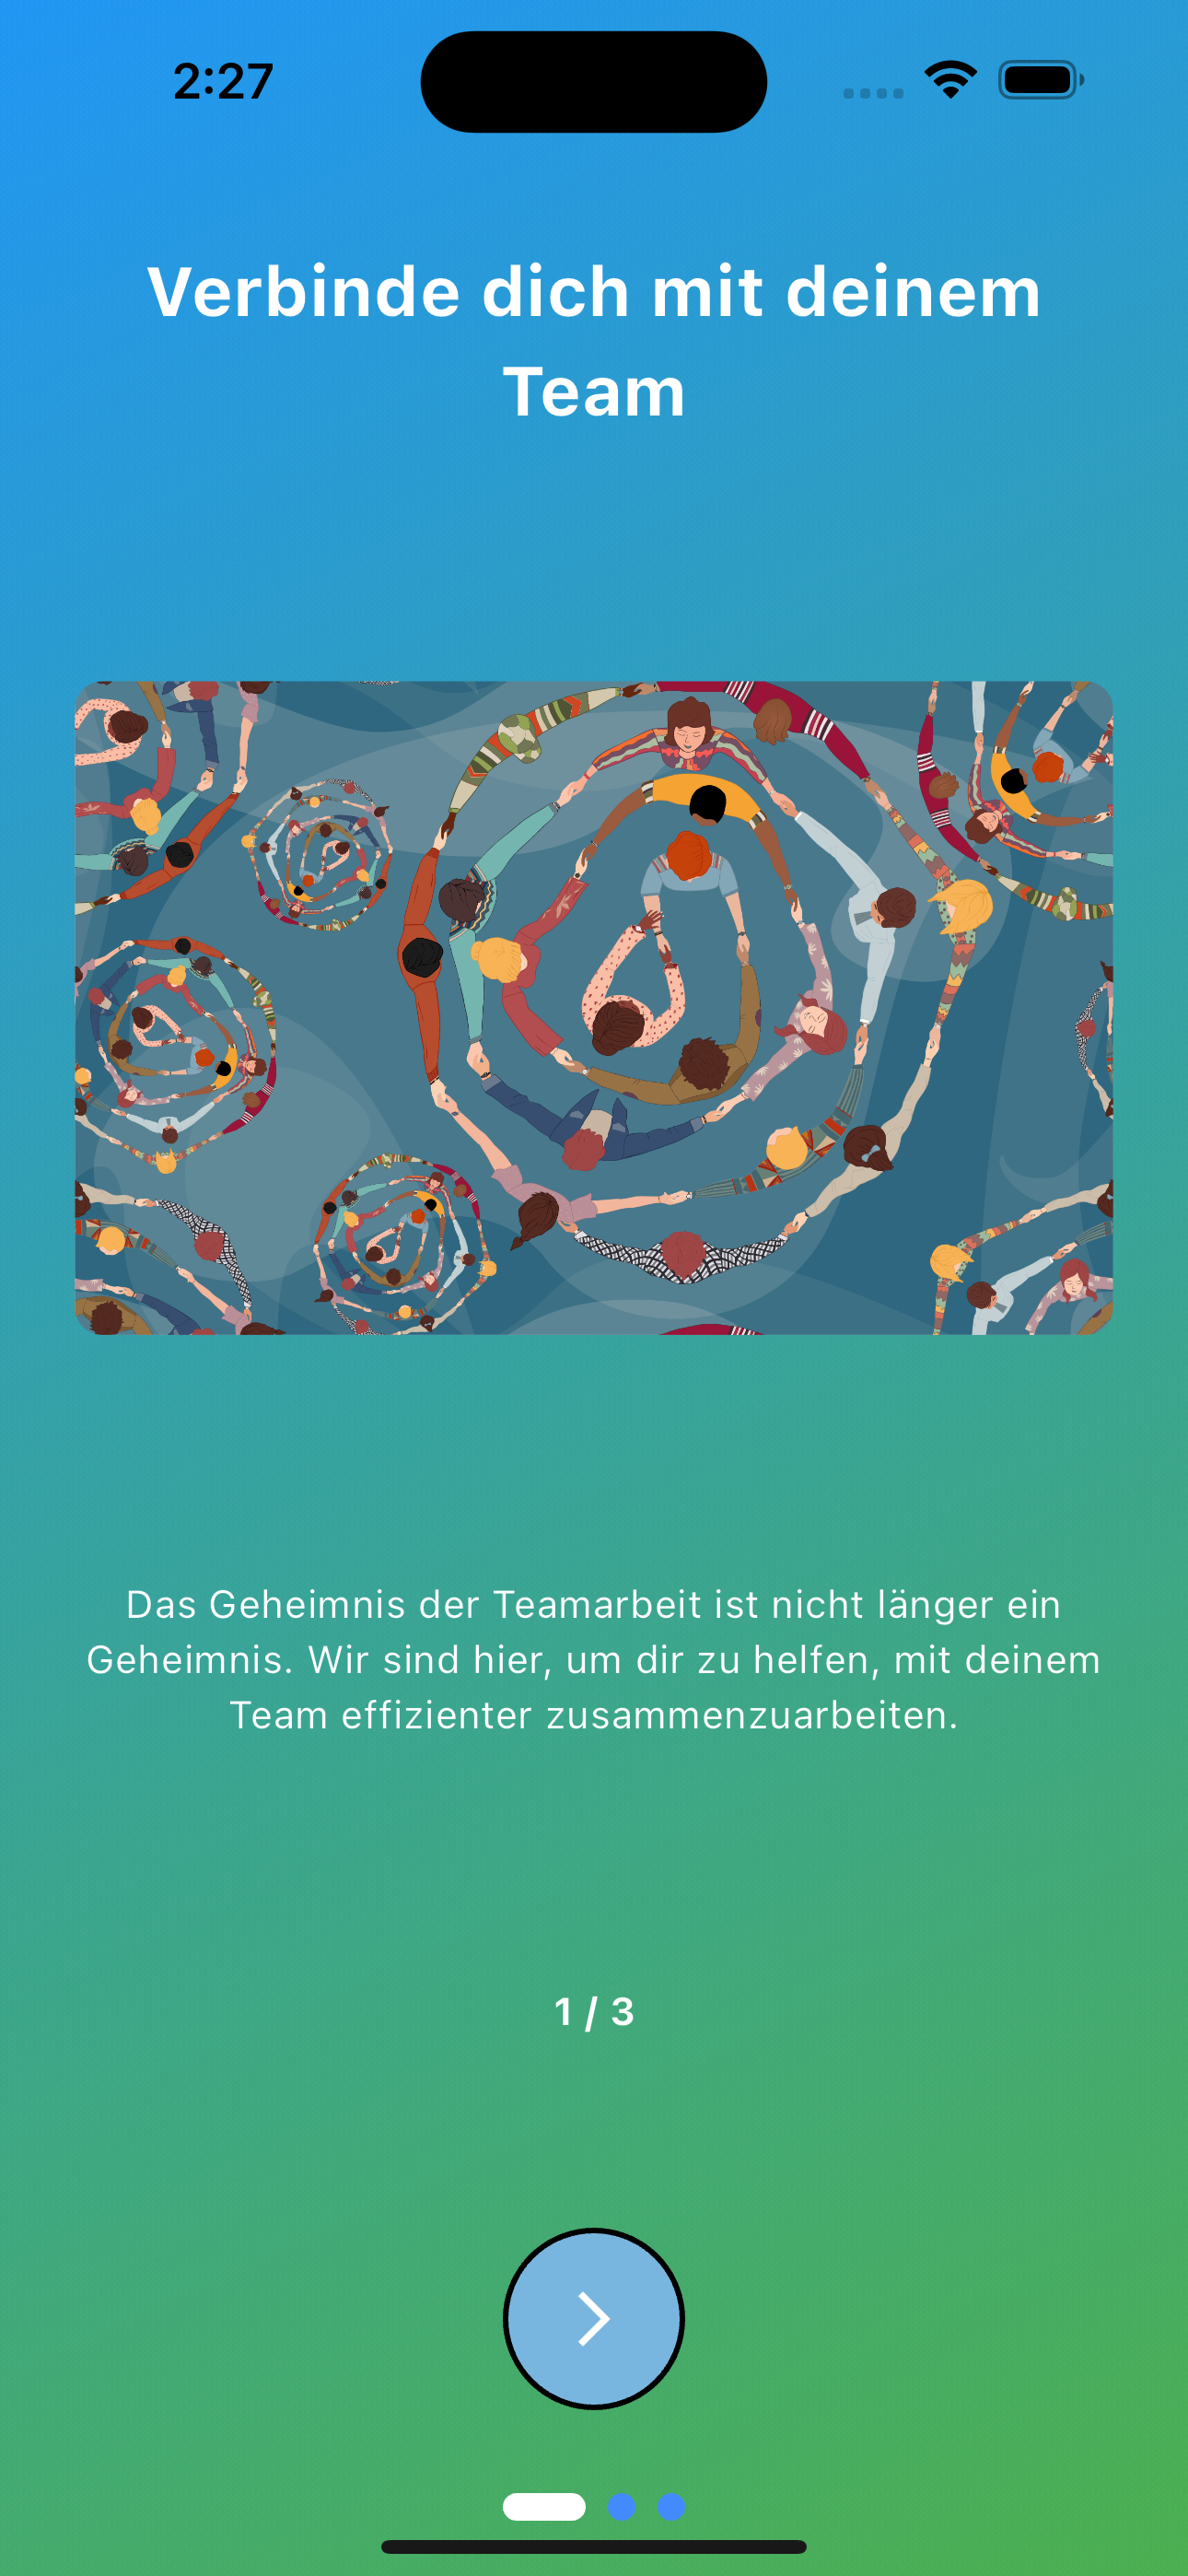 2:27
Verbinde dich mit deinem
Team
Das Geheimnis der Teamarbeit ist nicht länger ein
Geheimnis. Wir sind hier, um dir zu helfen, mit deinem
Team effizienter zusammenzuarbeiten.
1 / 3